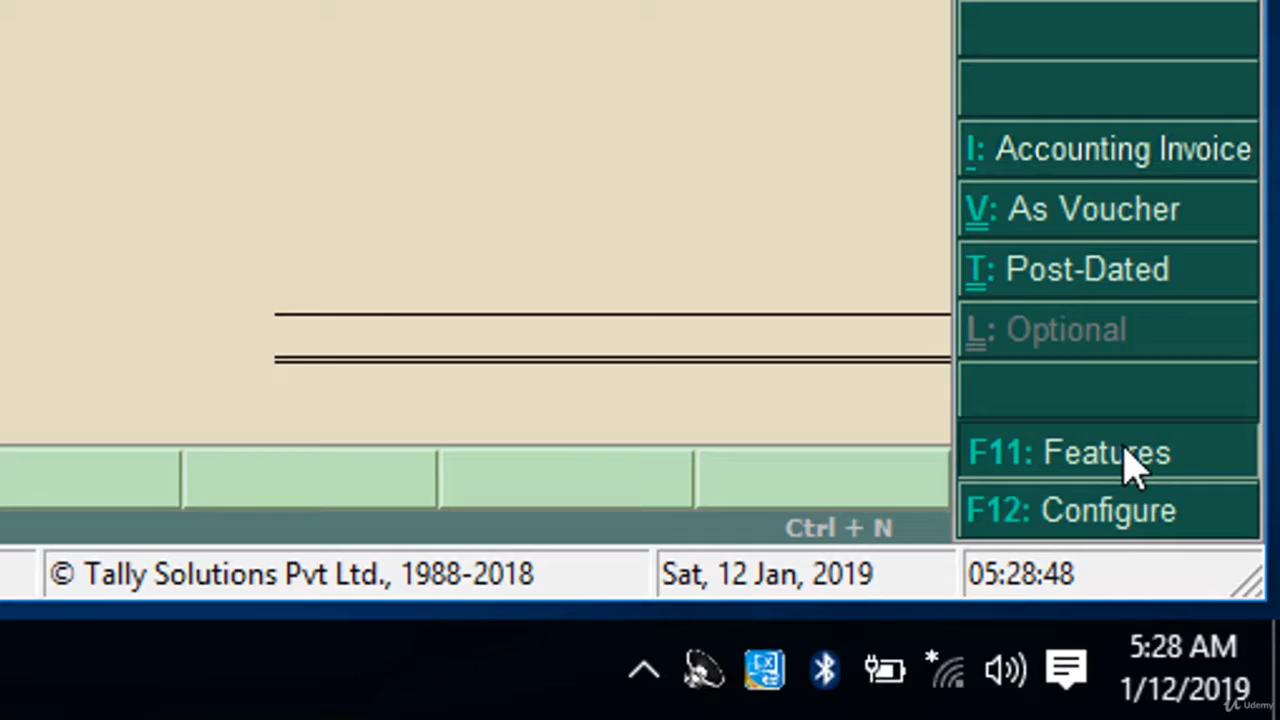 I: Accounting Invoice
V: As Voucher
T: Post-Dated
L: Optional
F11: Features
F12: Configure
Ctrl + N
© Tally Solutions Pvt Ltd., 1988-2018 Sat, 12 Jan, 2019 05:28:48
5:28 AM
1/12/2019
Udemy